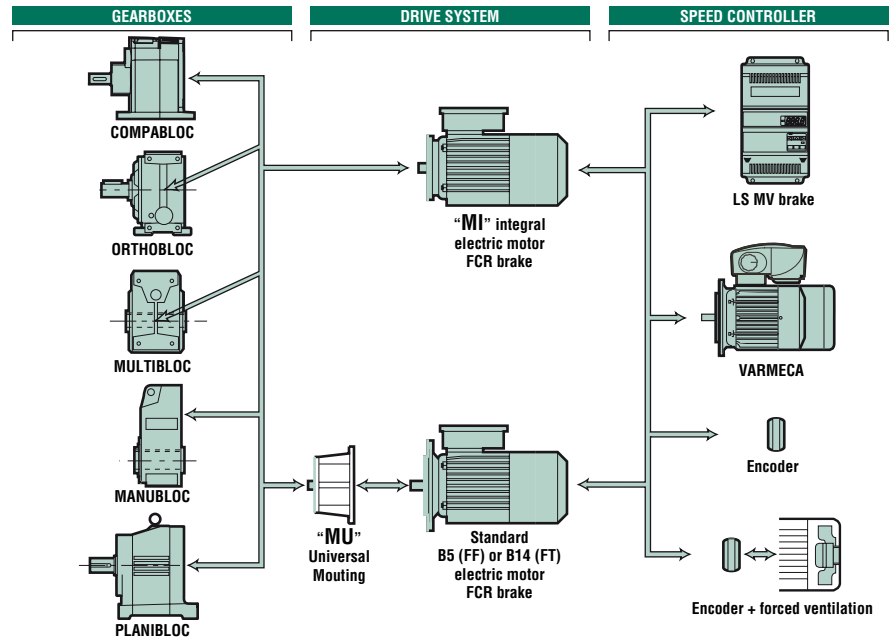 GEARBOXES
DRIVE SYSTEM
SPEED CONTROLLER
COMPABLOC
ORTHOBLOC
MULTIBLOC
MANUBLOC
PLANIBLOC
“MI” integral
electric motor
FCR brake
“MU”
Universal
Mouting
Standard
B5 (FF) or B14 (FT)
electric motor
FCR brake
LS MV brake
VARMECA
Encoder
Encoder + forced ventilation